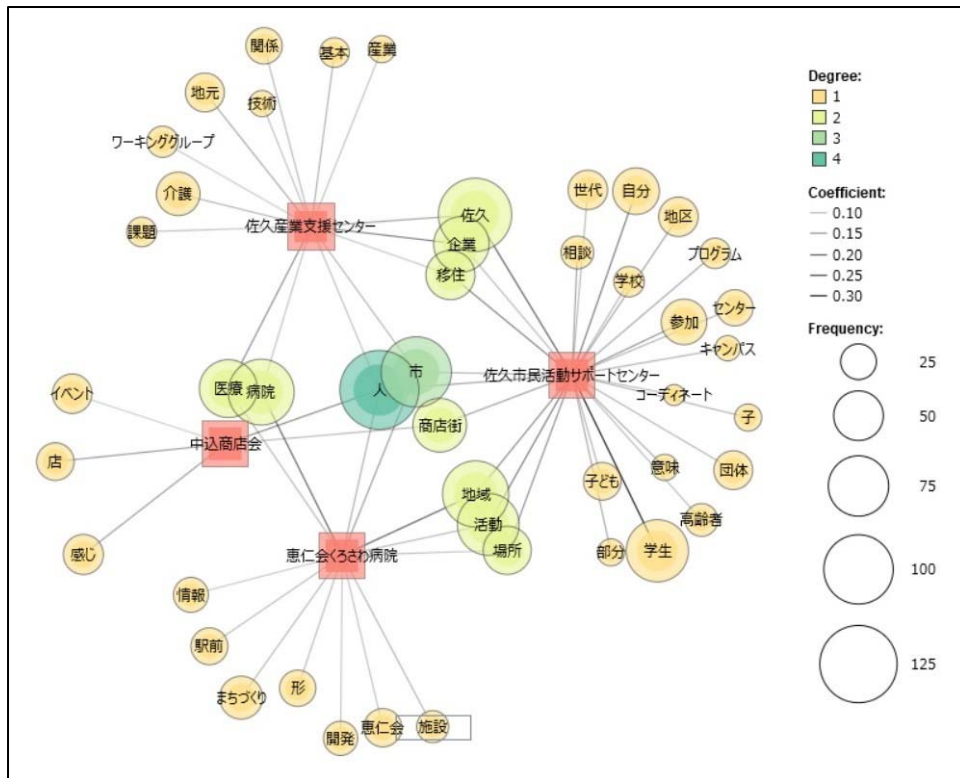 関係
基本
産業
地元
技術
ワーキンググループ
介護
課題
佐久産業支援センター
佐久
企業
移住
世代
自分
地区
相談
プログラム
学校
センター
参加
キャンパス
佐久市民活動サポートセンター
コーディネート
子
市
人
医療
病院
イベント
商店街
中込商店会
店
感じ
地域
活動
場所
子ども
意味
団体
高齢者
部分
学生
恵仁会くろさわ病院
情報
駅前
まちづくり
形
開発
恵仁会
施設
Degree:
1
2
3
4
Coefficient:
0.10
0.15
0.20
0.25
0.30
Frequency:
25
50
75
100
125